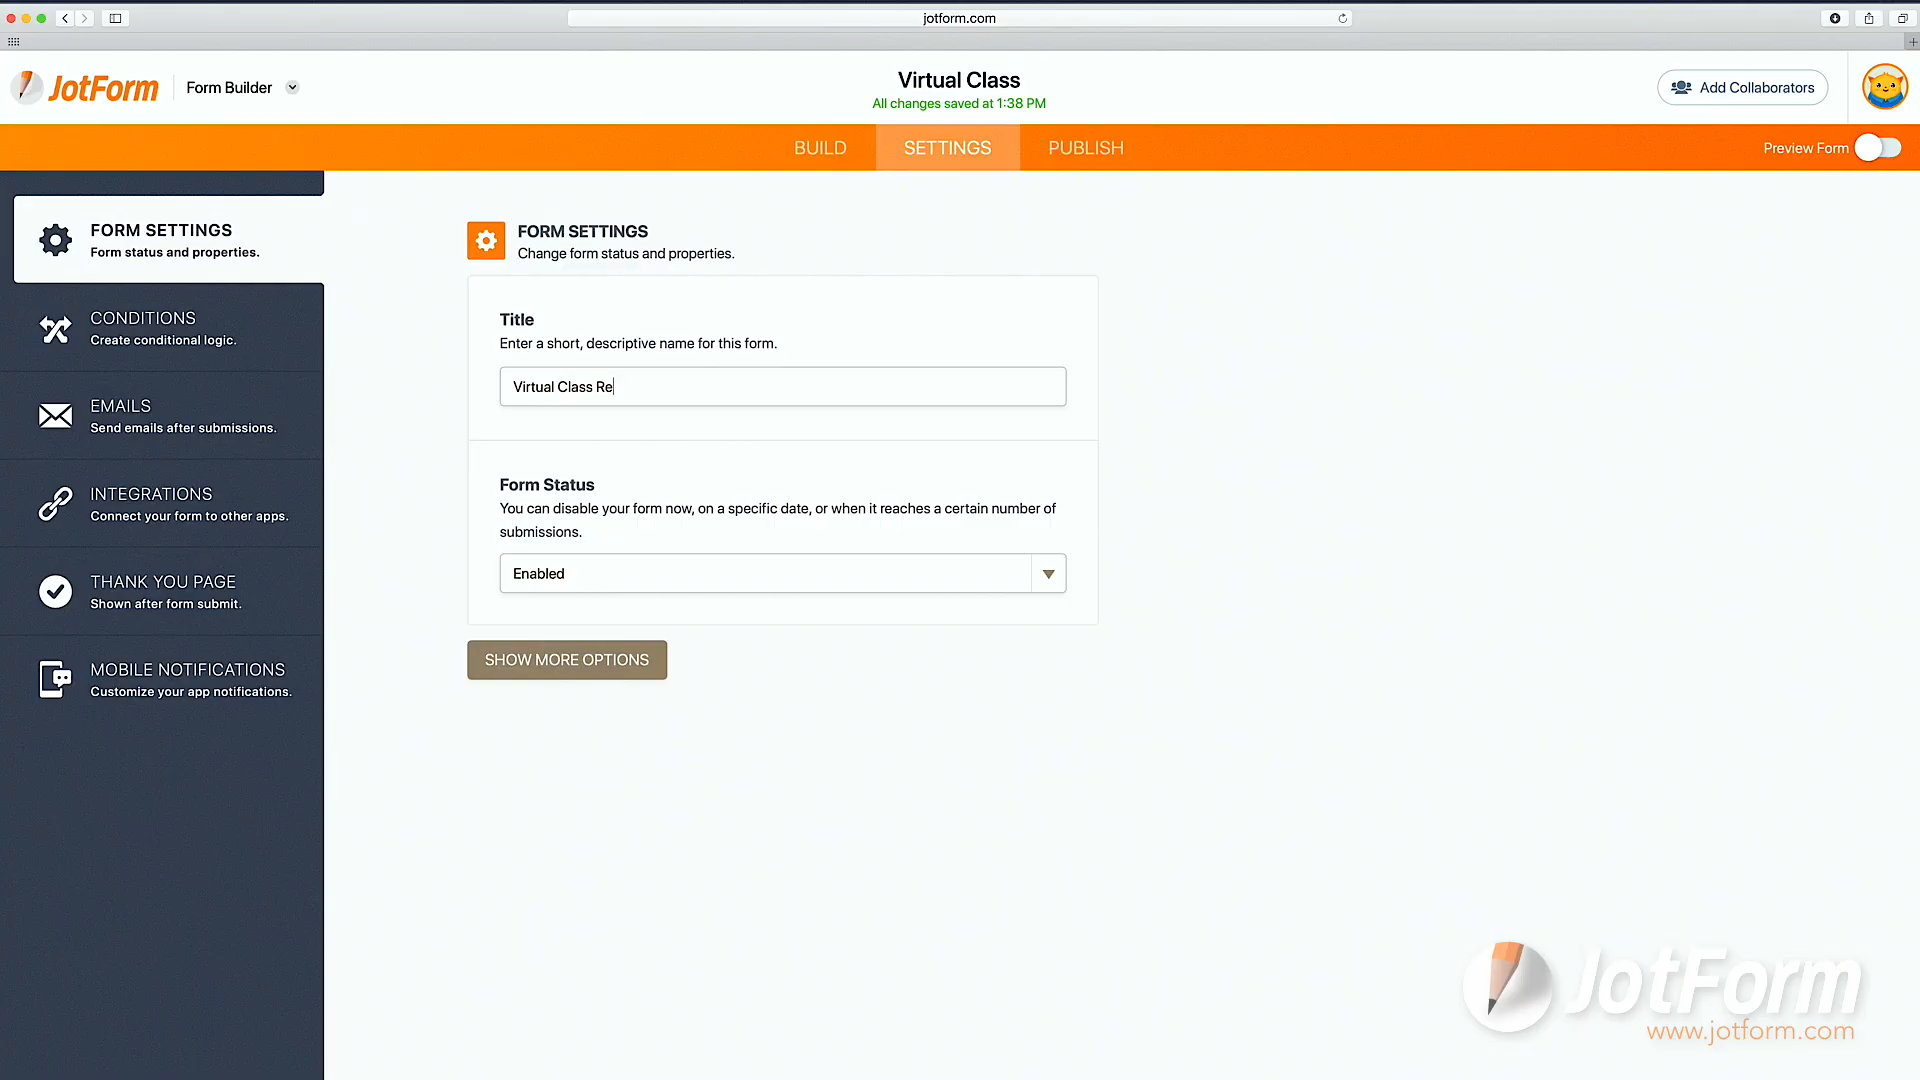 jotform.com
JotForm
Form Builder
Virtual Class
All changes saved at 1:38 PM
Add Collaborators
BUILD
SETTINGS
PUBLISH
Preview Form
FORM SETTINGS
Form status and properties.
CONDITIONS
Create conditional logic.
EMAILS
Send emails after submissions.
INTEGRATIONS
Connect your form to other apps.
THANK YOU PAGE
Shown after form submit.
MOBILE NOTIFICATIONS
Customize your app notifications.
FORM SETTINGS
Change form status and properties.
Title
Enter a short, descriptive name for this form.
Virtual Class Re
Form Status
You can disable your form now, on a specific date, or when it reaches a certain number of
submissions.
Enabled
SHOW MORE OPTIONS
JotForm
www.jotform.com